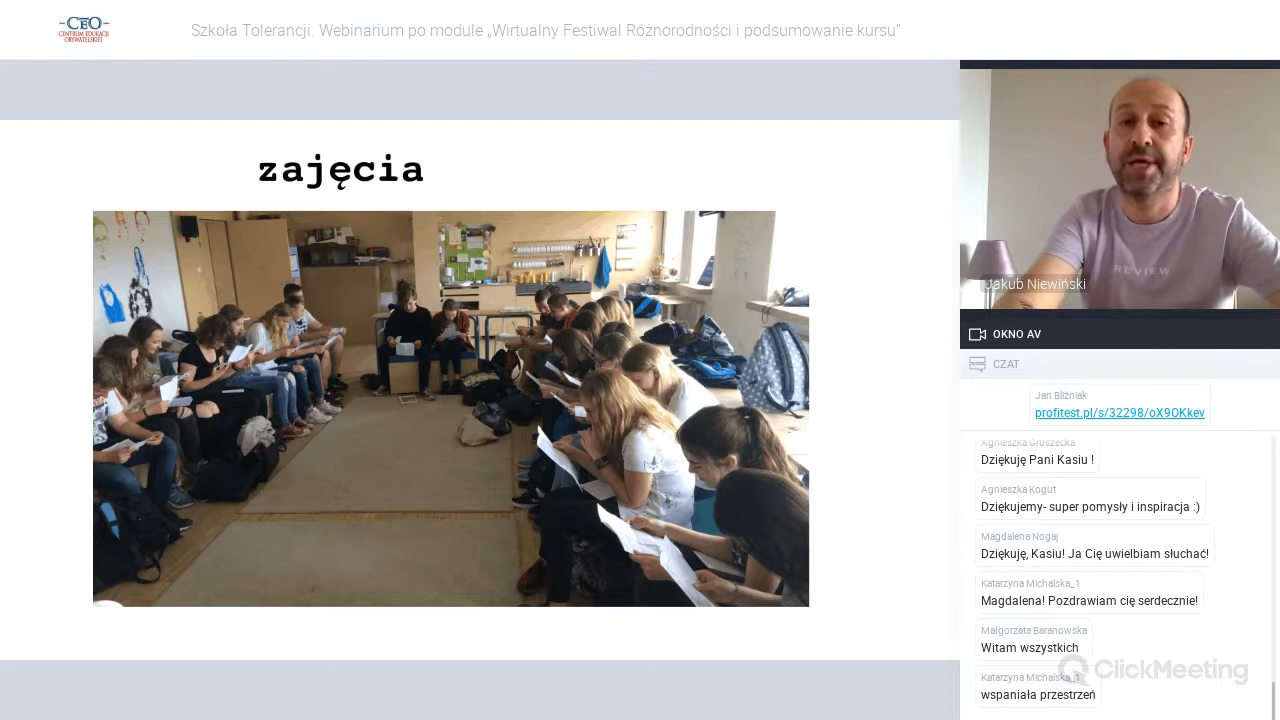 CEO
CENTRUM EDUKACJI
OBYWATELSKIEJ
Szkoła Tolerancji. Webinarium po module „Wirtualny Festiwal Różnorodności i podsumowanie kursu”
zajęcia
REVIEW
Jakub Niewiński
OKNO AV
CZAT
Jan Bliźniak
profitest.pl/s/32298/oX9OKkev
Agnieszka Gruszecka
Dziękuję Pani Kasiu !
Agnieszka Kogut
Dziękujemy- super pomysły i inspiracja :)
Magdalena Nogaj
Dziękuję, Kasiu! Ja Cię uwielbiam słuchać!
Katarzyna Michalska_1
Magdalena! Pozdrawiam cię serdecznie!
Małgorzata Baranowska
Witam wszystkich
Katarzyna Michalska_1
wspaniała przestrzeń
ClickMeeting